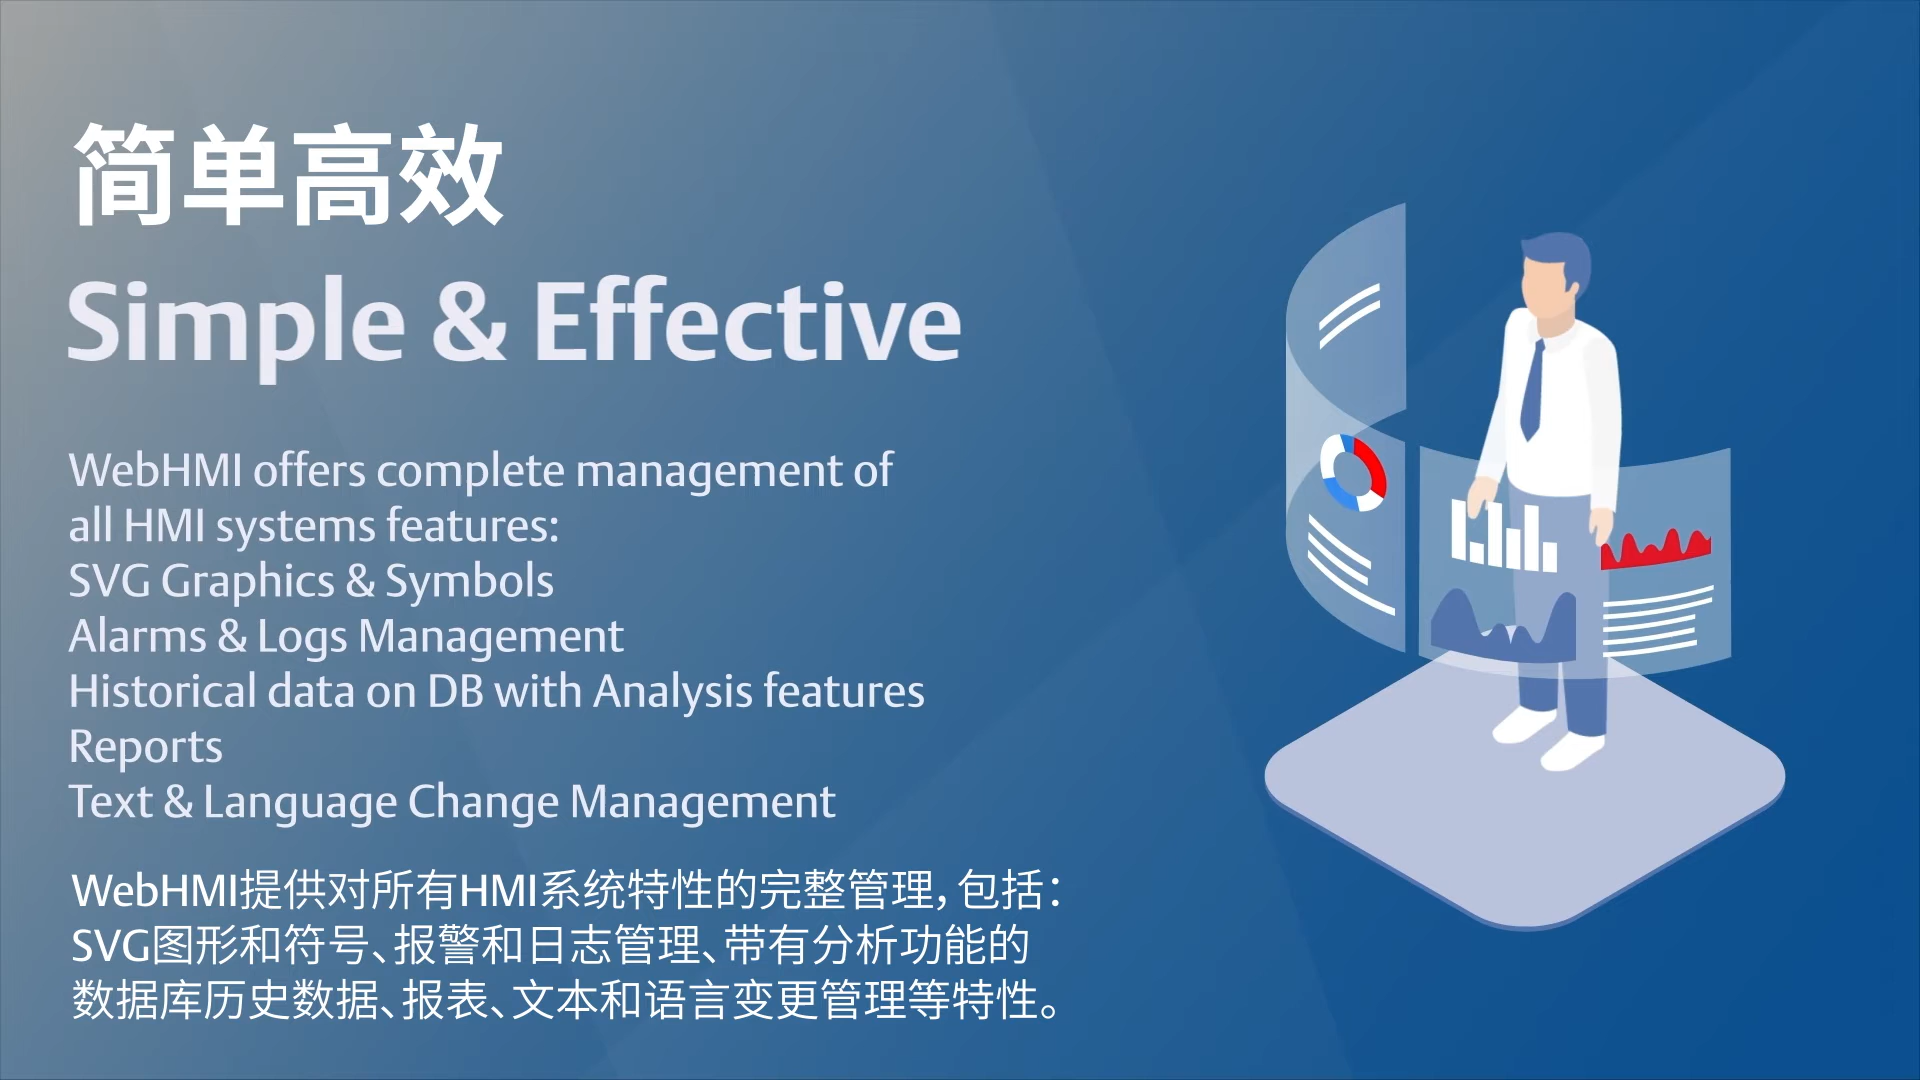 简单高效
Simple & Effective
WebHMI offers complete management of
all HMI systems features:
SVG Graphics & Symbols
Alarms & Logs Management
Historical data on DB with Analysis features
Reports
Text & Language Change Management
WebHMI提供对所有HMI系统特性的完整管理，包括：
SVG图形和符号、报警和日志管理、带有分析功能的
数据库历史数据、报表、文本和语言变更管理等特性。